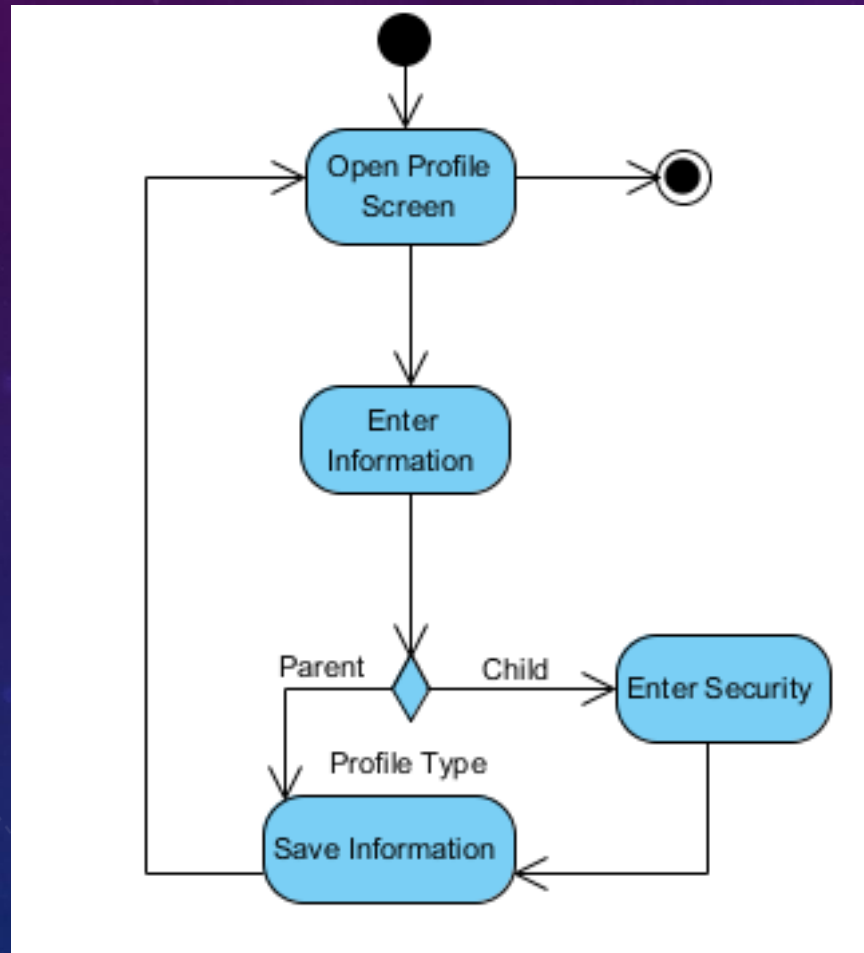 Open Profile
Screen
Enter
Information
Parent
Child
Enter Security
Profile Type
Save Information